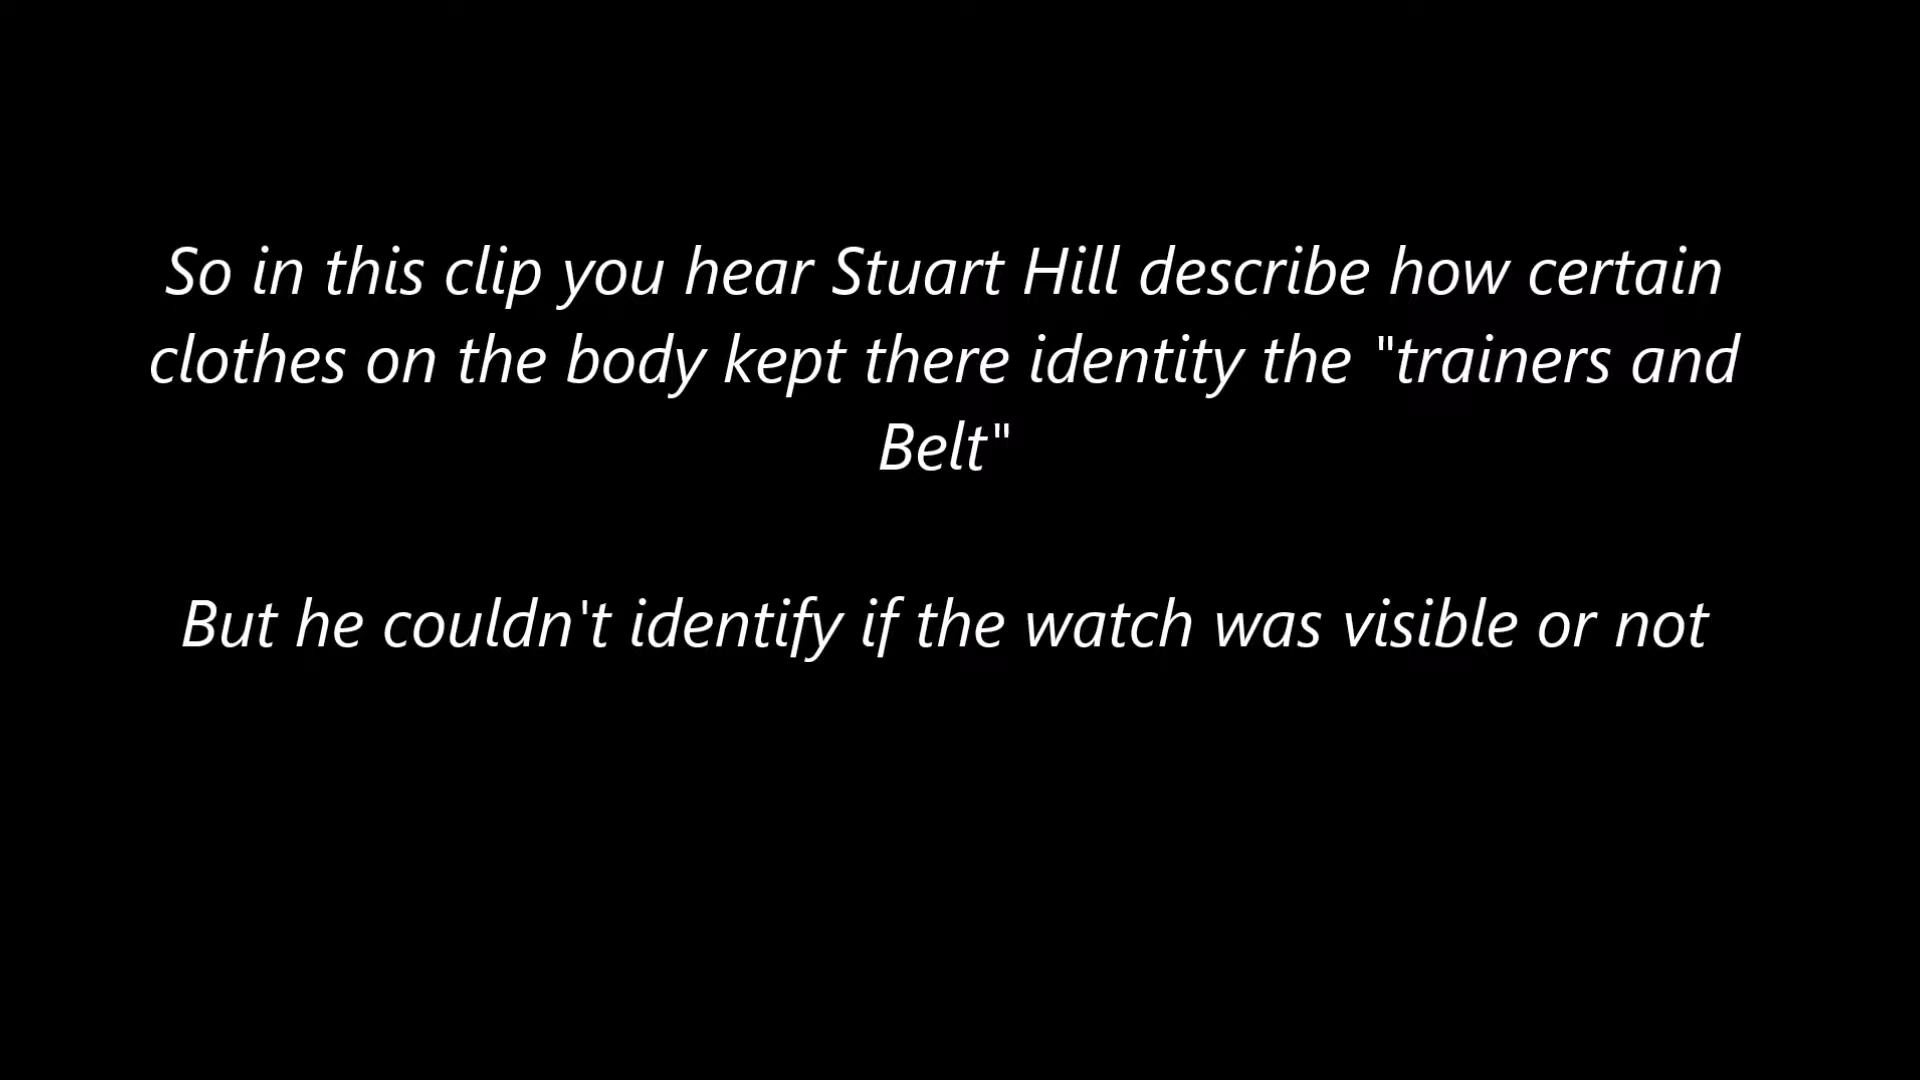 So in this clip you hear Stuart Hill describe how certain
clothes on the body kept there identity the "trainers and
Belt"
But he couldn't identify if the watch was visible or not